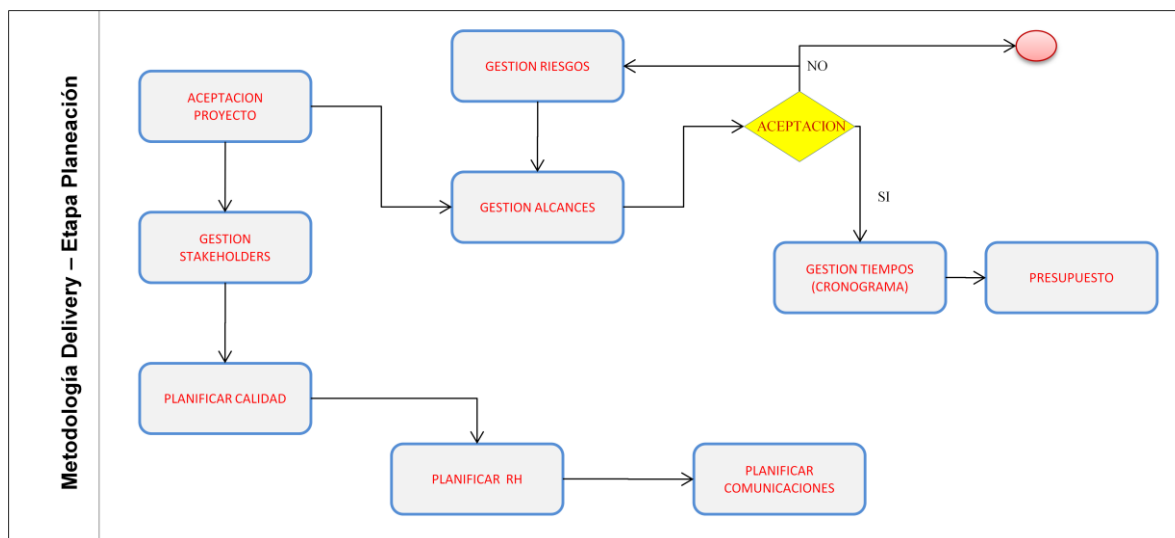 Metodología Delivery – Etapa Planeación
ACEPTACION
PROYECTO
GESTION RIESGOS
NO
ACEPTACION
GESTION ALCANCES
SI
GESTION
STAKEHOLDERS
GESTION TIEMPOS
(CRONOGRAMA)
PRESUPUESTO
PLANIFICAR CALIDAD
PLANIFICAR  RH
PLANIFICAR
COMUNICACIONES